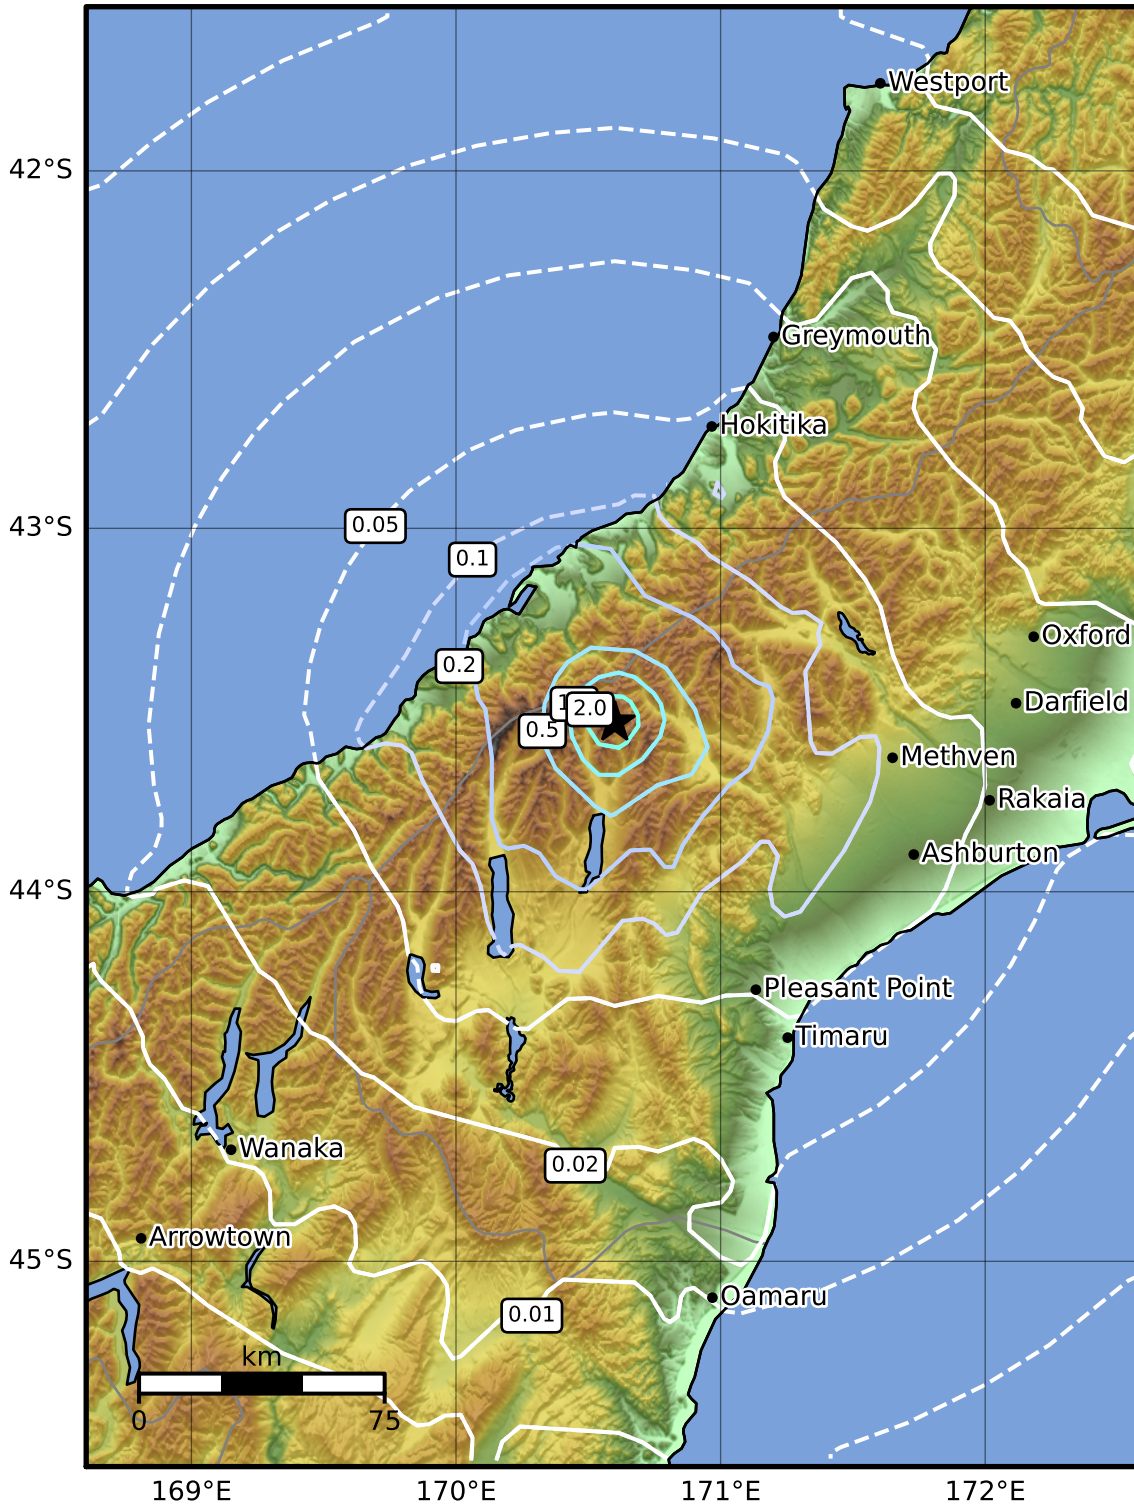 Westport
42°S
Greymouth
Hokitika
0.05
43°S
0.1
Oxford
0.2
Darfield
2.0
0.5
Methven
Rakaia
Ashburton
44°S
Pleasant Point
Timaru
Wanaka
0.02
Arrowtown
45°S
Oamaru
0.01
km
0
75
169°E
170°E
171°E
172°E